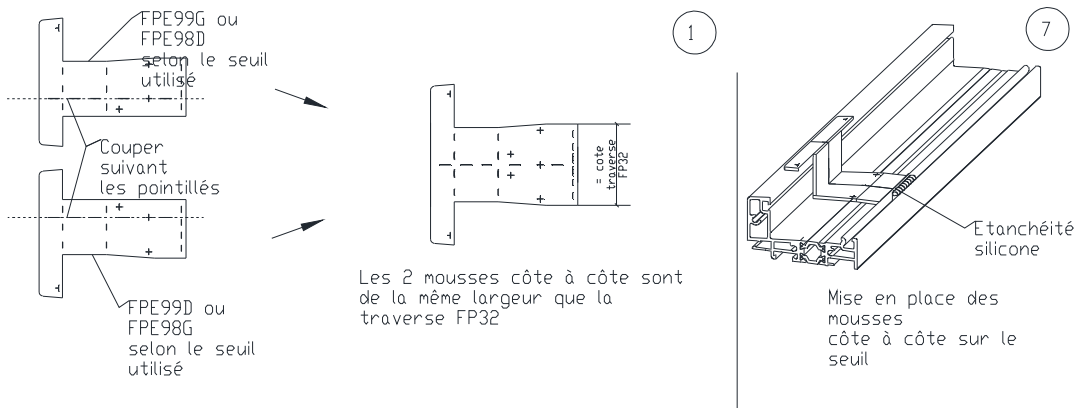 FPE99G ou
FPE98D
selon le seuil
utilisé
Couper
suivant
les pointillés
FPE99D ou
FPE98G
selon le seuil
utilisé
1
= cote
traverse
FP32
Les 2 mousses côte à côte sont
de la même largeur que la
traverse FP32
7
Etanchéité
silicone
Mise en place des
mousses
côte à côte sur le
seuil